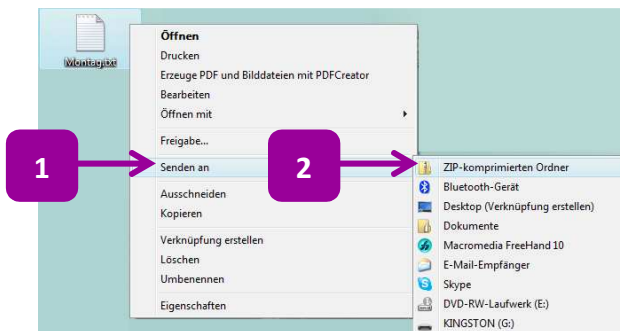 Montag.txt
Öffnen
Drucken
Erzeuge PDF und Bilddateien mit PDFCreator
Bearbeiten
Öffnen mit
Freigabe...
1
Senden an
2
Ausschneiden
Kopieren
Verknüpfung erstellen
Löschen
Umbenennen
Eigenschaften
ZIP-komprimierten Ordner
Bluetooth-Gerät
Desktop (Verknüpfung erstellen)
Dokumente
Macromedia FreeHand 10
E-Mail-Empfänger
Skype
DVD-RW-Laufwerk (E:)
KINGSTON (G:)